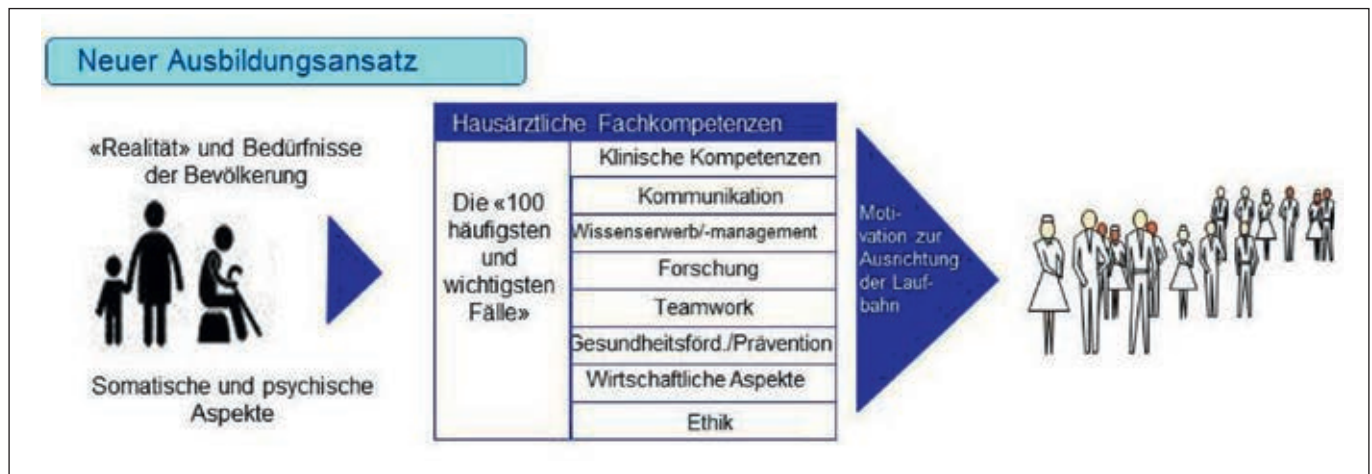 Neuer Ausbildungsansatz
«Realität» und Bedürfnisse
der Bevölkerung
Somatische und psychische
Aspekte
Hausärztliche Fachkompetenzen
Die «100
häufigsten
und
wichtigsten
Fälle»
Klinische Kompetenzen
Kommunikation
Wissenserwerb/-management
Forschung
Teamwork
Gesundheitsförd./Prävention
Wirtschaftliche Aspekte
Ethik
Moti-
vation zur
Ausrichtung
der Lauf-
bahn